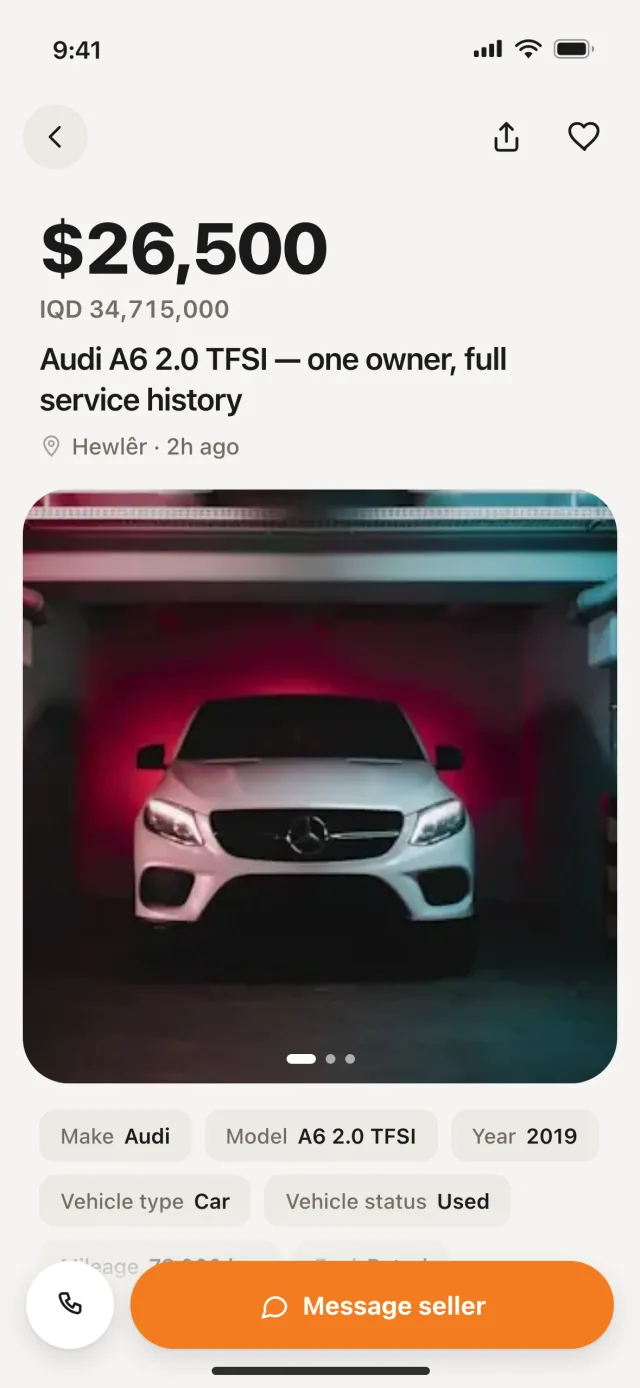 9:41
$26,500
IQD 34,715,000
Audi A6 2.0 TFSI — one owner, full
service history
Hewlêr · 2h ago
Make Audi
Model A6 2.0 TFSI
Year 2019
Vehicle type Car
Vehicle status Used
Mileage
Message seller